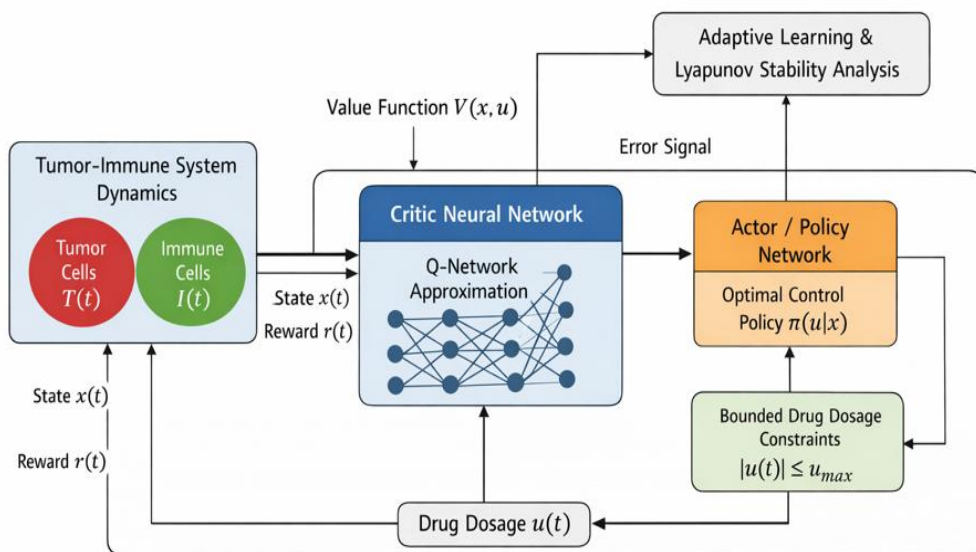 Adaptive Learning &
Lyapunov Stability Analysis
Value Function V(x, u)
Error Signal
Tumor-Immune System
Dynamics
Tumor
Cells
T(t)
Immune
Cells
I(t)
State x(t)
Reward r(t)
Critic Neural Network
Q-Network
Approximation
Actor / Policy
Network
Optimal Control
Policy π(u|x)
State x(t)
Reward r(t)
Bounded Drug Dosage
Constraints
|u(t)| ≤ u_max
Drug Dosage u(t)